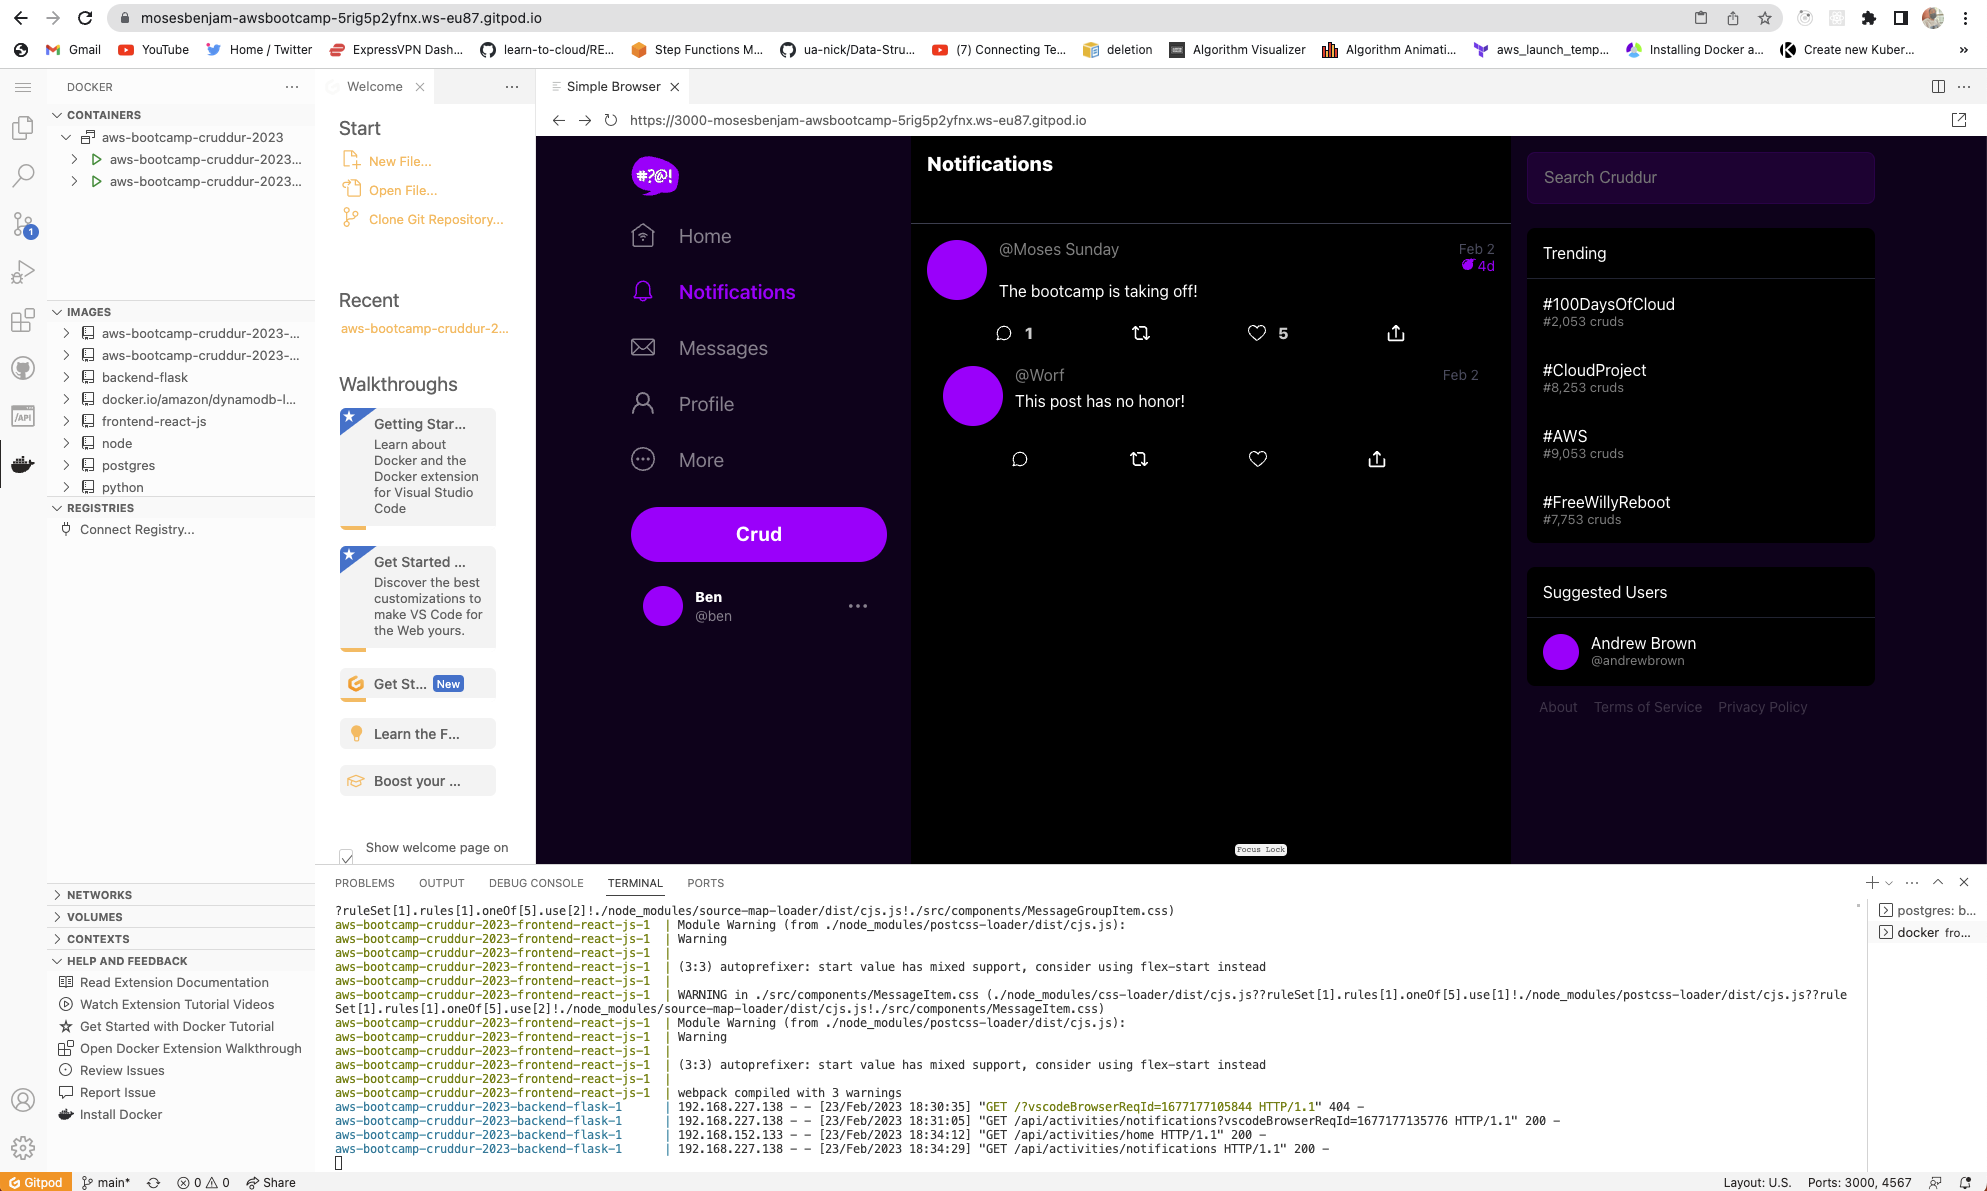 mosesbenjam-awsbootcamp-5rig5p2yfnx.ws-eu87.gitpod.io
Gmail
YouTube
Home / Twitter
ExpressVPN Dash...
learn-to-cloud/RE...
Step Functions M...
ua-nick/Data-Stru...
(7) Connecting Te...
deletion
Algorithm Visualizer
Algorithm Animati...
aws_launch_temp...
Installing Docker a...
Create new Kuber...
»
DOCKER
CONTAINERS
aws-bootcamp-cruddur-2023
aws-bootcamp-cruddur-2023...
aws-bootcamp-cruddur-2023...
1
IMAGES
aws-bootcamp-cruddur-2023-...
aws-bootcamp-cruddur-2023-...
backend-flask
docker.io/amazon/dynamodb-l...
frontend-react-js
node
postgres
python
REGISTRIES
Connect Registry...
NETWORKS
VOLUMES
CONTEXTS
HELP AND FEEDBACK
Read Extension Documentation
Watch Extension Tutorial Videos
Get Started with Docker Tutorial
Open Docker Extension Walkthrough
Review Issues
Report Issue
Install Docker
/API
Welcome
Start
New File...
Open File...
Clone Git Repository...
Recent
aws-bootcamp-cruddur-2...
Walkthroughs
Getting Star...
Learn about
Docker and the
Docker extension
for Visual Studio
Code
Get Started ...
Discover the best
customizations to
make VS Code for
the Web yours.
Get St... New
Learn the F...
Boost your ...
Show welcome page on
Simple Browser
https://3000-mosesbenjam-awsbootcamp-5rig5p2yfnx.ws-eu87.gitpod.io
#?@!
Home
Notifications
Messages
Profile
More
Crud
Ben
@ben
Notifications
@Moses Sunday
Feb 2
4d
The bootcamp is taking off!
1
5
@Worf
Feb 2
This post has no honor!
Focus Lock
Search Cruddur
Trending
#100DaysOfCloud
#2,053 cruds
#CloudProject
#8,253 cruds
#AWS
#9,053 cruds
#FreeWillyReboot
#7,753 cruds
Suggested Users
Andrew Brown
@andrewbrown
About
Terms of Service
Privacy Policy
PROBLEMS
OUTPUT
DEBUG CONSOLE
TERMINAL
PORTS
?ruleSet[1].rules[1].oneOf[5].use[2]!./node_modules/source-map-loader/dist/cjs.js!./src/components/MessageGroupItem.css)
aws-bootcamp-cruddur-2023-frontend-react-js-1 | Module Warning (from ./node_modules/postcss-loader/dist/cjs.js):
aws-bootcamp-cruddur-2023-frontend-react-js-1 | Warning
aws-bootcamp-cruddur-2023-frontend-react-js-1 |
aws-bootcamp-cruddur-2023-frontend-react-js-1 | (3:3) autoprefixer: start value has mixed support, consider using flex-start instead
aws-bootcamp-cruddur-2023-frontend-react-js-1 |
aws-bootcamp-cruddur-2023-frontend-react-js-1 | WARNING in ./src/components/MessageItem.css (./node_modules/css-loader/dist/cjs.js??ruleSet[1].rules[1].oneOf[5].use[1]!./node_modules/postcss-loader/dist/cjs.js??rule
Set[1].rules[1].oneOf[5].use[2]!./node_modules/source-map-loader/dist/cjs.js!./src/components/MessageItem.css)
aws-bootcamp-cruddur-2023-frontend-react-js-1 | Module Warning (from ./node_modules/postcss-loader/dist/cjs.js):
aws-bootcamp-cruddur-2023-frontend-react-js-1 | Warning
aws-bootcamp-cruddur-2023-frontend-react-js-1 |
aws-bootcamp-cruddur-2023-frontend-react-js-1 | (3:3) autoprefixer: start value has mixed support, consider using flex-start instead
aws-bootcamp-cruddur-2023-frontend-react-js-1 |
aws-bootcamp-cruddur-2023-frontend-react-js-1 | webpack compiled with 3 warnings
aws-bootcamp-cruddur-2023-backend-flask-1 | 192.168.227.138 - - [23/Feb/2023 18:30:35] "GET /?vscodeBrowserReqId=1677177105844 HTTP/1.1" 404 -
aws-bootcamp-cruddur-2023-backend-flask-1 | 192.168.227.138 - - [23/Feb/2023 18:31:05] "GET /api/activities/notifications?vscodeBrowserReqId=1677177135776 HTTP/1.1" 200 -
aws-bootcamp-cruddur-2023-backend-flask-1 | 192.168.152.133 - - [23/Feb/2023 18:34:12] "GET /api/activities/home HTTP/1.1" 200 -
aws-bootcamp-cruddur-2023-backend-flask-1 | 192.168.227.138 - - [23/Feb/2023 18:34:29] "GET /api/activities/notifications HTTP/1.1" 200 -
postgres: b...
docker fro...
Gitpod
main*
0
0
Share
Layout: U.S.
Ports: 3000, 4567